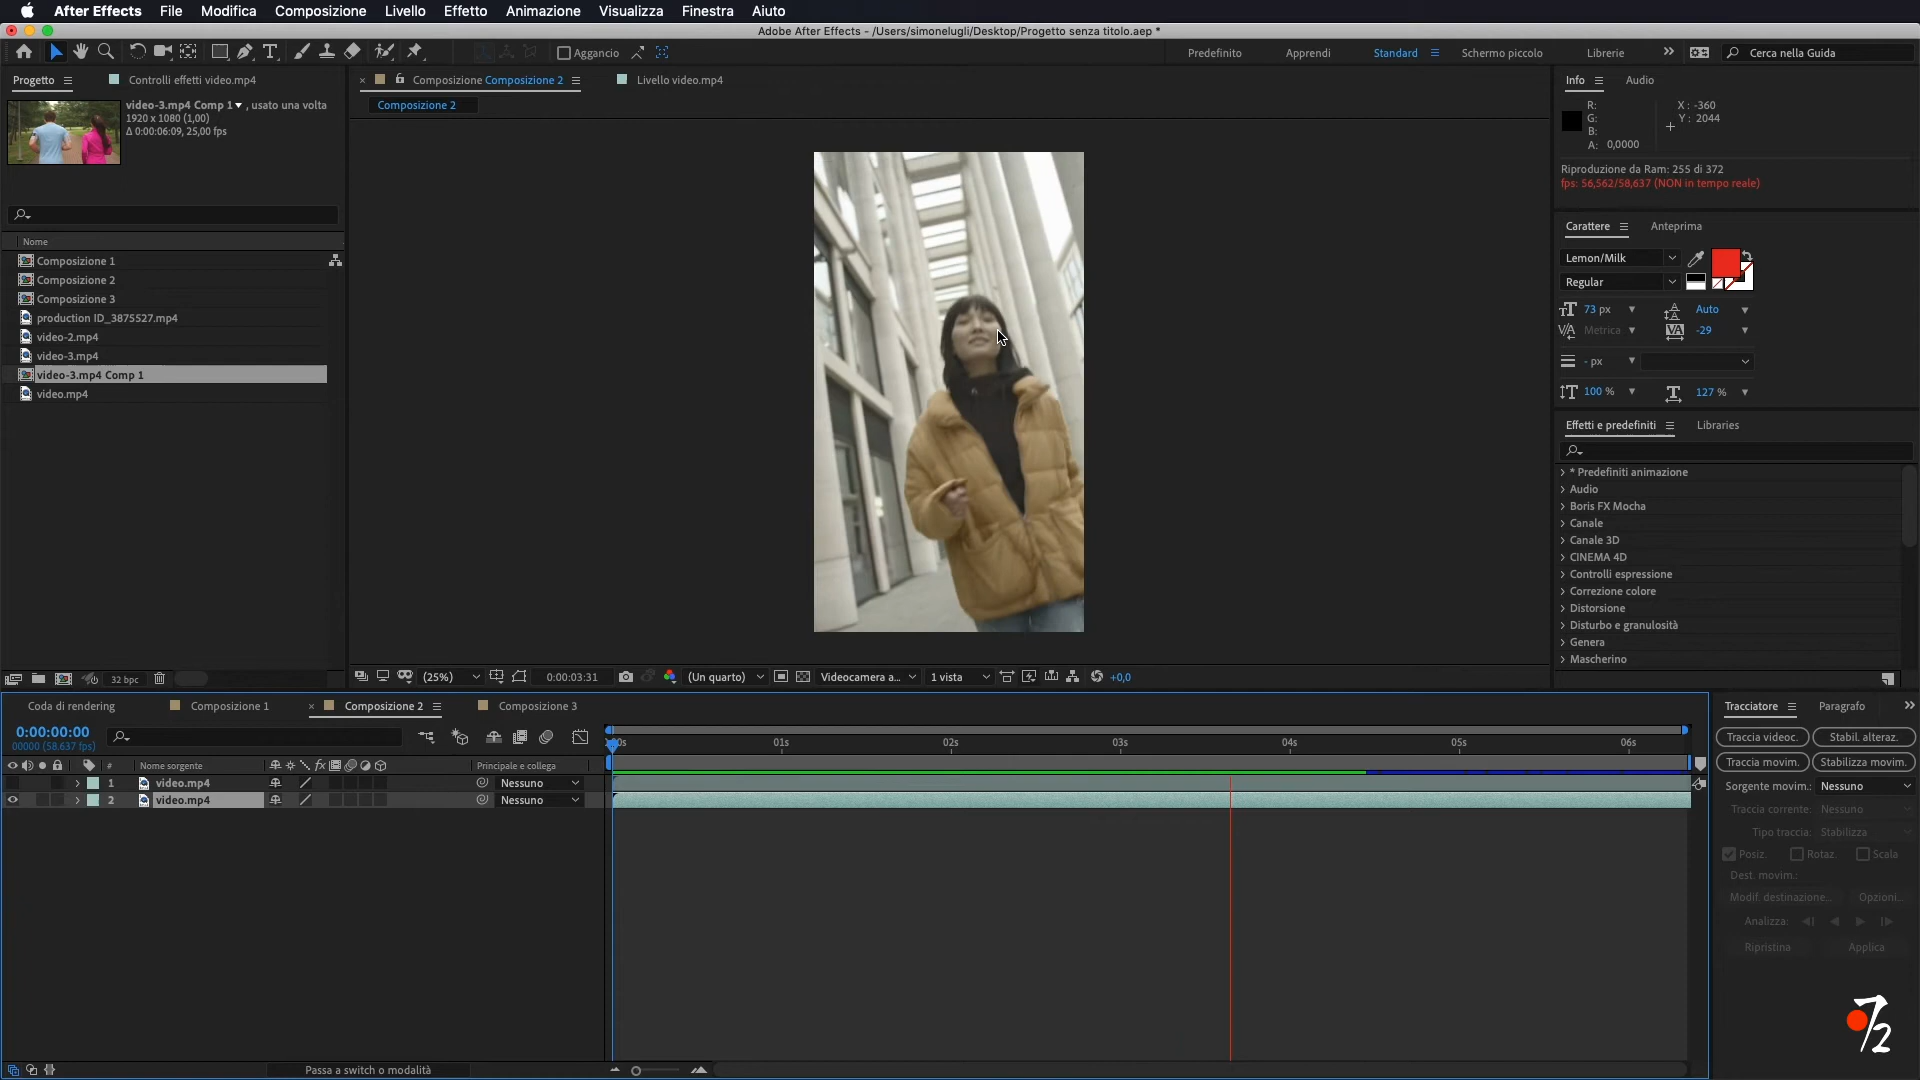 After Effects File Modifica Composizione Livello Effetto Animazione Visualizza Finestra Aiuto
Adobe After Effects - /Users/simonelugli/Desktop/Progetto senza titolo.aep *
Aggancio
Predefinito Apprendi Standard Schermo piccolo Librerie Cerca nella Guida
Progetto Controlli effetti video.mp4
video-3.mp4 Comp 1 , usato una volta
1920 x 1080 (1,00)
Δ 0:00:06:09, 25,00 fps
Nome
Composizione 1
Composizione 2
Composizione 3
production ID_3875527.mp4
video-2.mp4
video-3.mp4
video-3.mp4 Comp 1
video.mp4
32 bpc
Composizione Composizione 2 Livello video.mp4
Composizione 2
(25%) 0:00:03:31 (Un quarto) Videocamera a... 1 vista +0,0
Info Audio
R: X : -360
G: Y : 2044
B:
A: 0,0000
Riproduzione da Ram: 255 di 372
fps: 56,562/58,637 (NON in tempo reale)
Carattere Anteprima
Lemon/Milk
Regular
73 px Auto
Metrica -29
- px
100 % 127 %
Effetti e predefiniti Libraries
* Predefiniti animazione
Audio
Boris FX Mocha
Canale
Canale 3D
CINEMA 4D
Controlli espressione
Correzione colore
Distorsione
Disturbo e granulosità
Genera
Mascherino
Coda di rendering Composizione 1 Composizione 2 Composizione 3
0:00:00:00
00000 (58.637 fps)
01s 02s 03s 04s 05s 06s
# Nome sorgente fx Principale e collega
1 video.mp4 Nessuno
2 video.mp4 Nessuno
Passa a switch o modalità
Tracciatore Paragrafo
Traccia videoc. Stabil. alteraz.
Traccia movim. Stabilizza movim.
Sorgente movim.: Nessuno
Traccia corrente: Nessuno
Tipo traccia: Stabilizza
Posiz. Rotaz. Scala
Dest. movim.:
Modif. destinazione... Opzioni...
Analizza:
Ripristina Applica
7/2